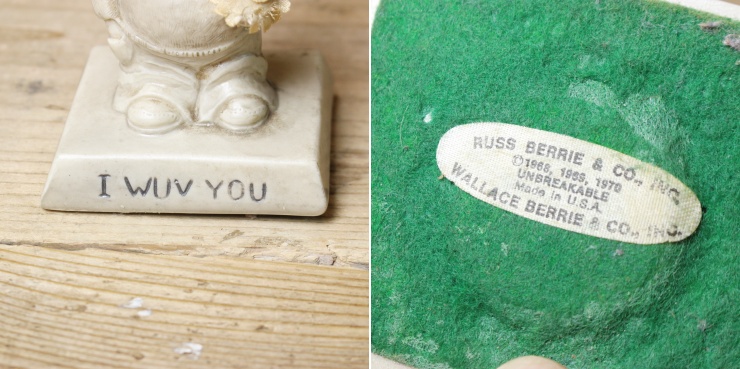 I WUV YOU
RUSS BERRIE & CO., INC.
©1968, 1969, 1970
UNBREAKABLE
Made in U.S.A.
WALLACE BERRIE & CO., INC.